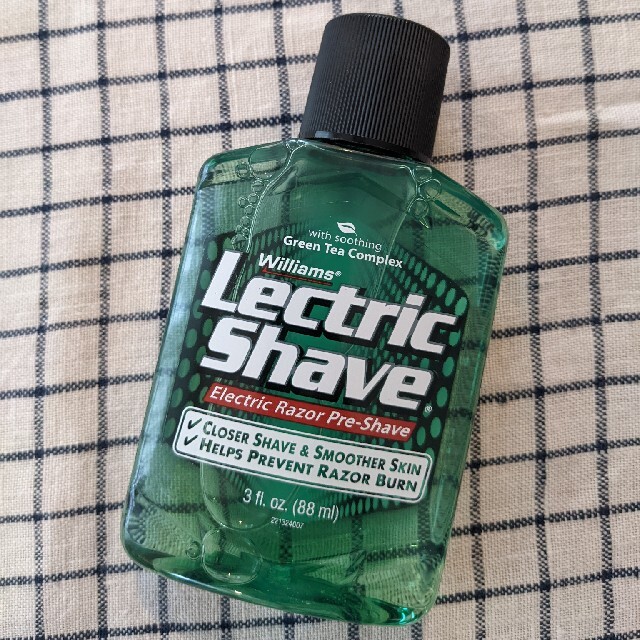 with soothing
Green Tea Complex
Williams®
Lectric
Shave®
Electric Razor Pre-Shave
✓ CLOSER SHAVE & SMOOTHER SKIN
✓ HELPS PREVENT RAZOR BURN
3 fl. oz. (88 ml)
221324007